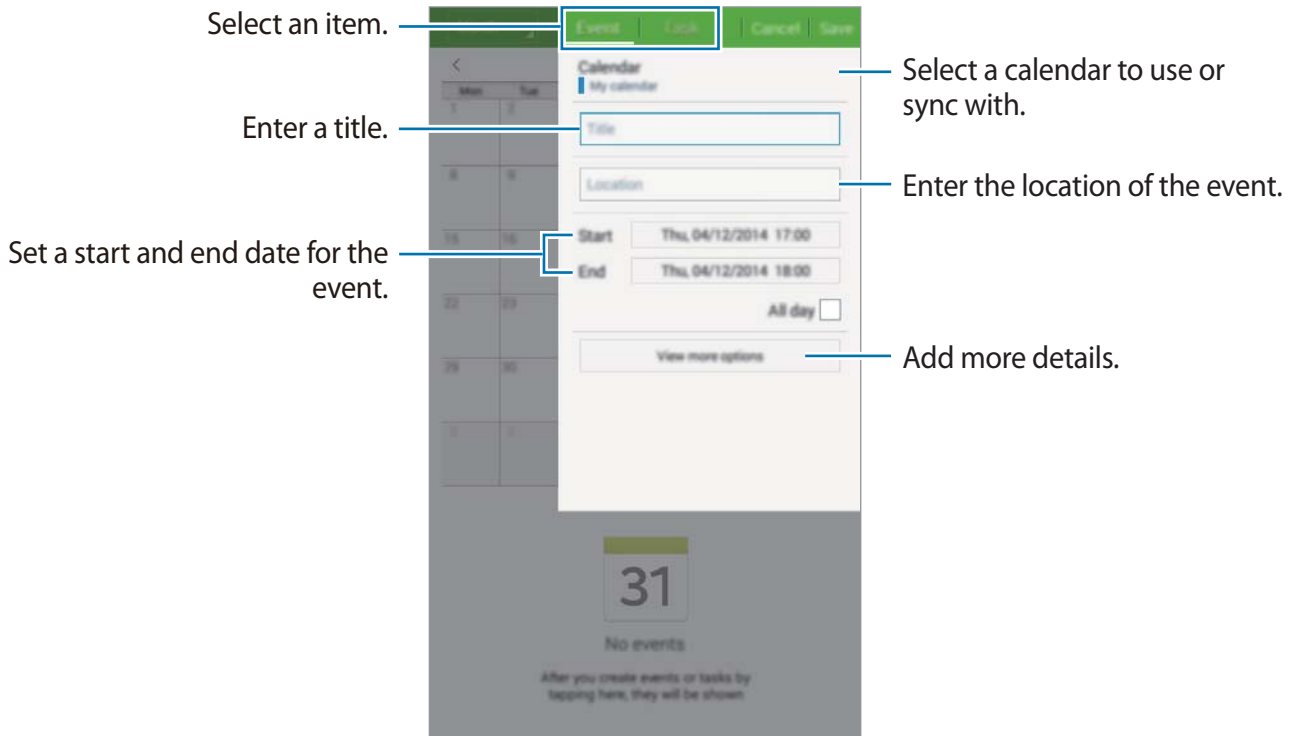 Select an item.
Event Task Cancel Save
Calendar
My calendar
Select a calendar to use or
sync with.
Mon Tue
1 2
Enter a title.
Title
8 9
Location
Enter the location of the event.
Set a start and end date for the
event.
15 16
Start Thu, 04/12/2014 17:00
End Thu, 04/12/2014 18:00
22 23
All day
View more options
Add more details.
29 30
31
No events
After you create events or tasks by
tapping here, they will be shown